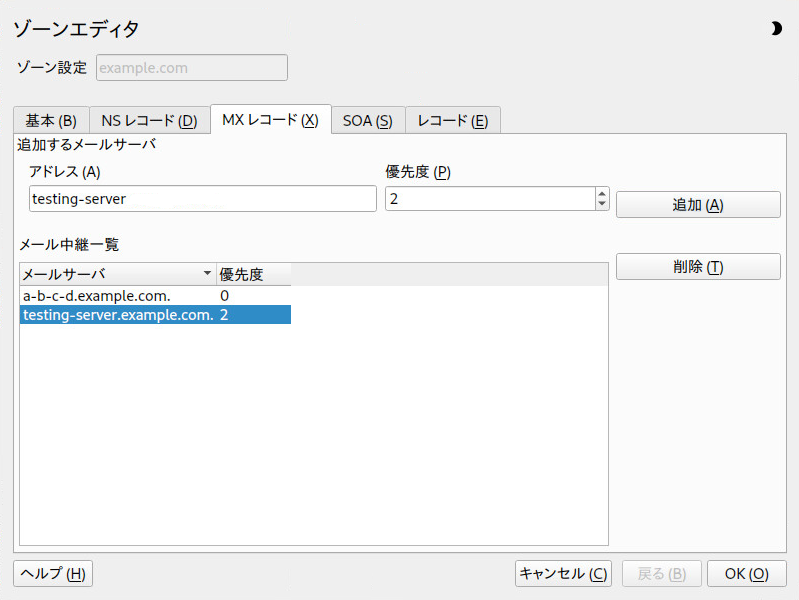 ゾーンエディタ
ゾーン設定 example.com
基本 (B) NS レコード (D) MX レコード (X) SOA (S) レコード (E)
追加するメールサーバ
アドレス (A) 優先度 (P)
testing-server 2 追加 (A)
メール中継一覧
削除 (T)
メールサーバ 優先度
a-b-c-d.example.com. 0
testing-server.example.com. 2
ヘルプ (H) キャンセル (C) 戻る (B) OK (O)